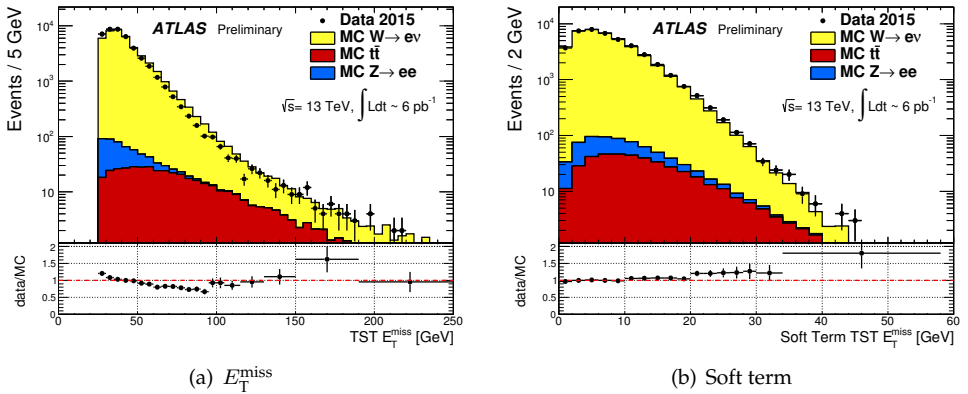 Events / 5 GeV
10⁴
10³
10²
10
ATLAS Preliminary
Data 2015
MC W→ eν
MC tt̄
MC Z→ ee
√s= 13 TeV, ∫Ldt ~ 6 pb⁻¹
data/MC
2
1.5
1
0.5
0
0 50 100 150 200 250
TST E_T^miss [GeV]
(a) E_T^miss
Events / 2 GeV
10⁴
10³
10²
10
ATLAS Preliminary
Data 2015
MC W→ eν
MC tt̄
MC Z→ ee
√s= 13 TeV, ∫Ldt ~ 6 pb⁻¹
data/MC
2
1.5
1
0.5
0
0 10 20 30 40 50 60
Soft Term TST E_T^miss [GeV]
(b) Soft term